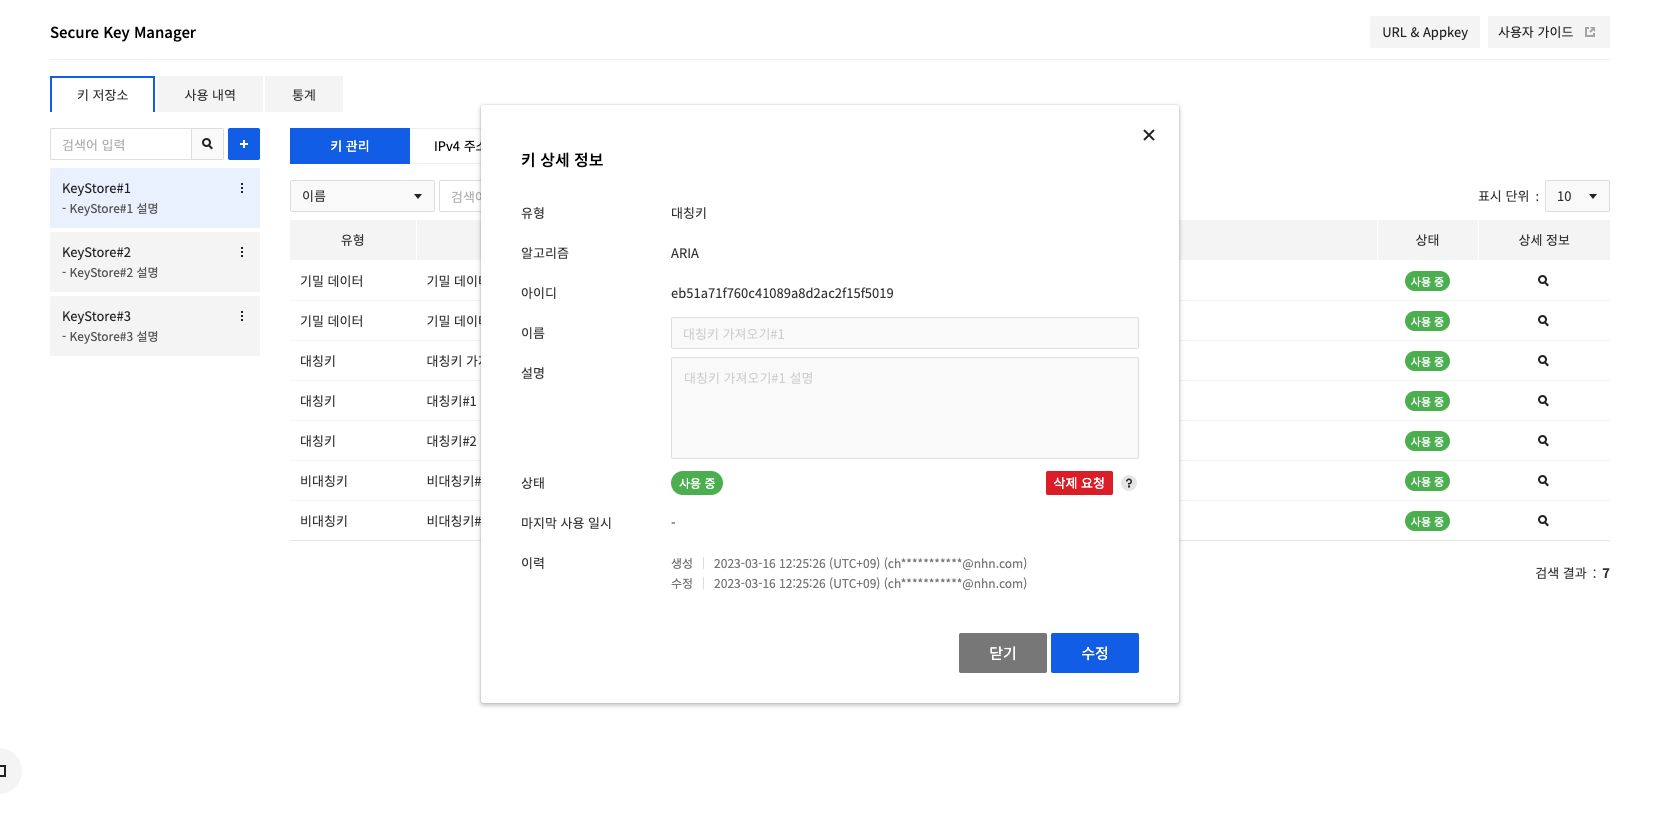 Secure Key Manager
URL & Appkey
사용자 가이드
키 저장소
사용 내역
통계
검색어 입력
+
KeyStore#1
- KeyStore#1 설명
KeyStore#2
- KeyStore#2 설명
KeyStore#3
- KeyStore#3 설명
키 관리
IPv4 주소
이름
검색어
표시 단위 : 10
유형
상태
상세 정보
기밀 데이터
기밀 데이터
사용 중
기밀 데이터
기밀 데이터
사용 중
대칭키
대칭키 가져
사용 중
대칭키
대칭키#1
사용 중
대칭키
대칭키#2
사용 중
비대칭키
비대칭키#
사용 중
비대칭키
비대칭키#
사용 중
검색 결과 : 7
키 상세 정보
유형
대칭키
알고리즘
ARIA
아이디
eb51a71f760c41089a8d2ac2f15f5019
이름
대칭키 가져오기#1
설명
대칭키 가져오기#1 설명
상태
사용 중
삭제 요청
?
마지막 사용 일시
-
이력
생성 2023-03-16 12:25:26 (UTC+09) (ch***********@nhn.com)
수정 2023-03-16 12:25:26 (UTC+09) (ch***********@nhn.com)
닫기
수정